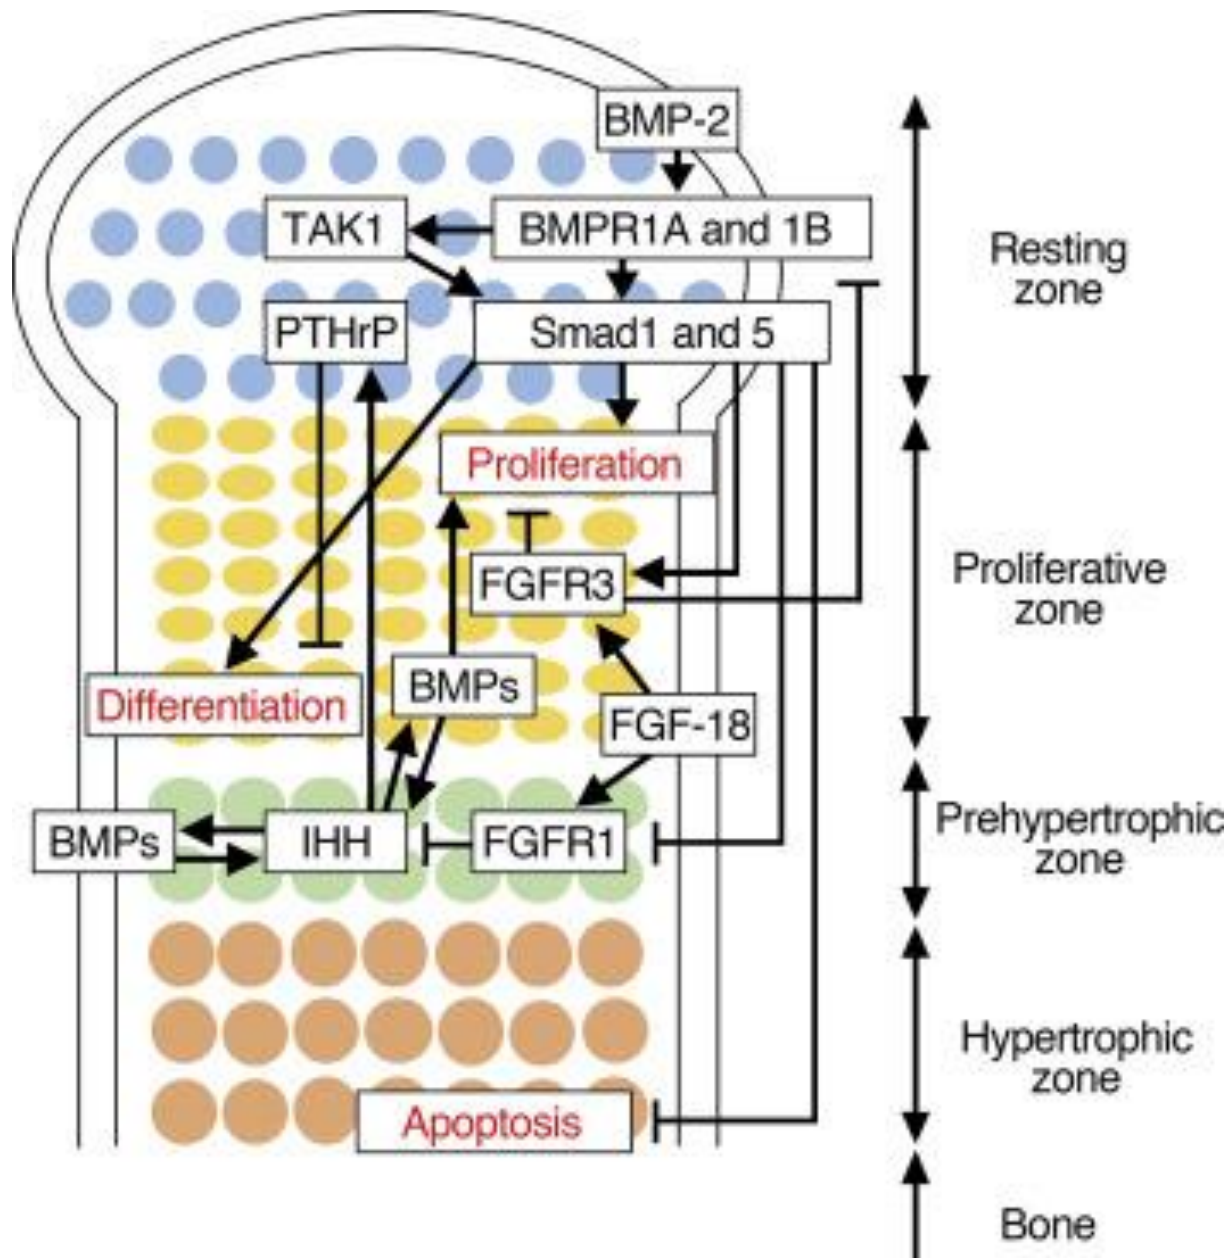 BMP-2
TAK1
BMPR1A and 1B
Resting
zone
PTHrP
Smad1 and 5
Proliferation
FGFR3
Proliferative
zone
Differentiation
BMPs
FGF-18
BMPs
IHH
FGFR1
Prehypertrophic
zone
Hypertrophic
zone
Apoptosis
Bone